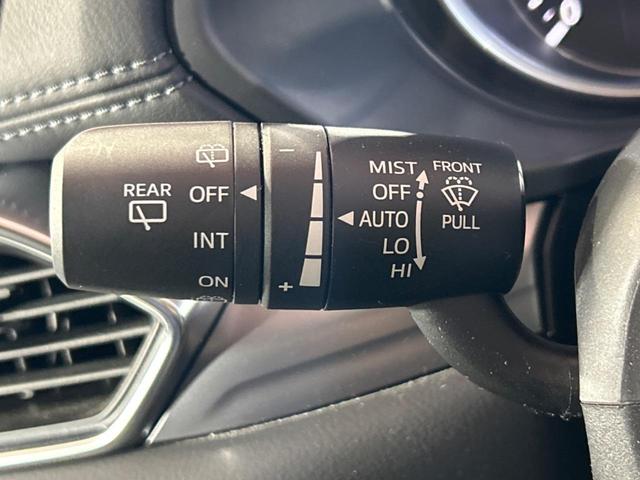 REAR
OFF
INT
ON
−
+
MIST
OFF
AUTO
LO
HI
FRONT
PULL